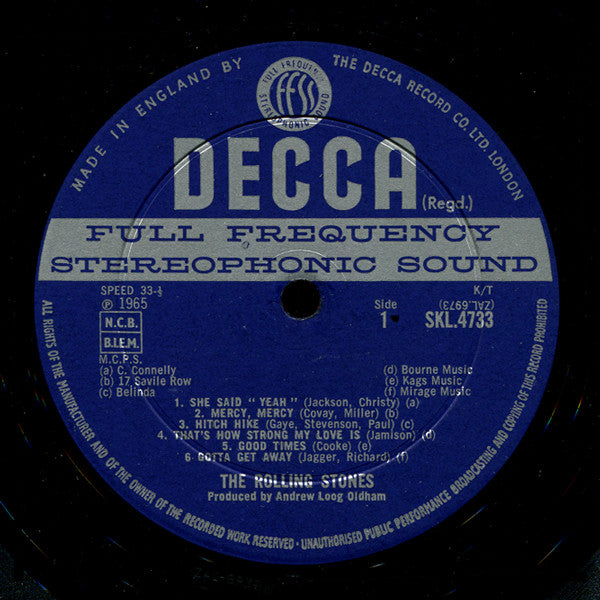 MADE IN ENGLAND BY
FULL FREQUENCY STEREOPHONIC SOUND
FFSS
THE DECCA RECORD CO. LTD. LONDON
DECCA (Regd.)
FULL FREQUENCY
STEREOPHONIC SOUND
SPEED 33-⅓ K/T
℗ 1965 Side (ZAL.6973)
N.C.B. 1 SKL.4733
B.I.E.M.
M.C.P.S.
(a) C. Connelly (d) Bourne Music
(b) 17 Savile Row (e) Kags Music
(c) Belinda (f) Mirage Music
1. SHE SAID "YEAH" (Jackson, Christy) (a)
2. MERCY, MERCY (Covay, Miller) (b)
3. HITCH HIKE (Gaye, Stevenson, Paul) (c)
4. THAT'S HOW STRONG MY LOVE IS (Jamison) (d)
5. GOOD TIMES (Cooke) (e)
6 GOTTA GET AWAY (Jagger, Richard) (f)
THE ROLLING STONES
Produced by Andrew Loog Oldham
ALL RIGHTS OF THE MANUFACTURER AND OF THE OWNER OF THE RECORDED WORK RESERVED · UNAUTHORISED PUBLIC PERFORMANCE BROADCASTING AND COPYING OF THIS RECORD PROHIBITED